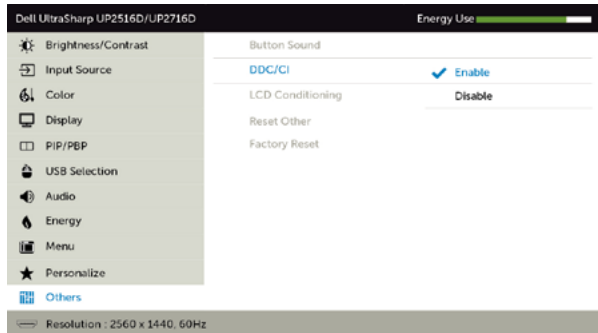 Dell UltraSharp UP2516D/UP2716D Energy Use
Brightness/Contrast Button Sound
Input Source DDC/CI Enable
Color LCD Conditioning Disable
Display Reset Other
PIP/PBP Factory Reset
USB Selection
Audio
Energy
Menu
Personalize
Others
Resolution : 2560 x 1440, 60Hz